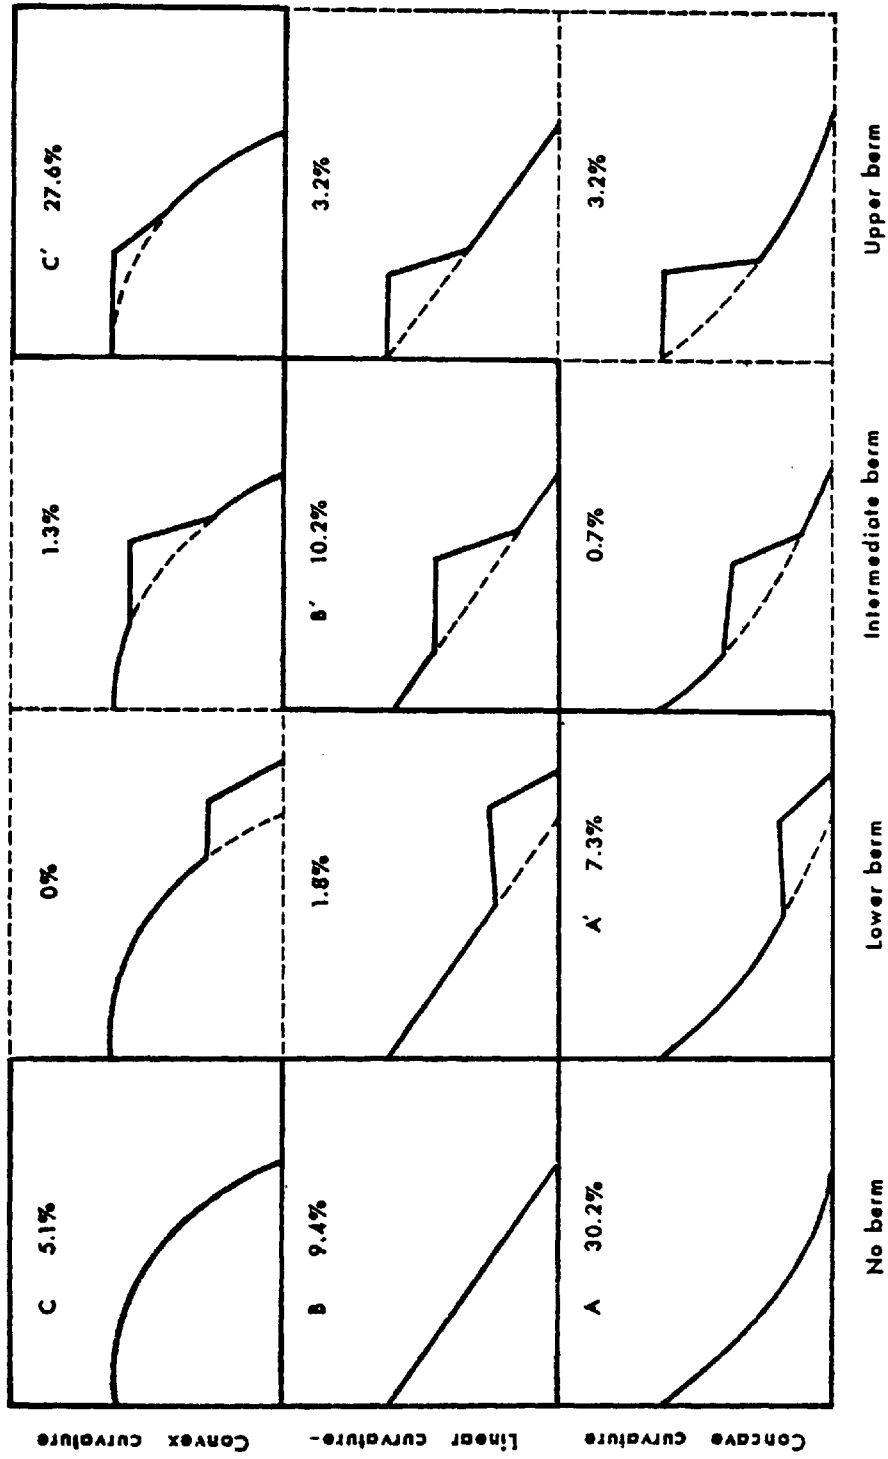 Convex curvature
C 5.1%
0%
1.3%
C′ 27.6%
Linear curvature-
B 9.4%
1.8%
B′ 10.2%
3.2%
Concave curvature
A 30.2%
A′ 7.3%
0.7%
3.2%
No berm
Lower berm
Intermediate berm
Upper berm